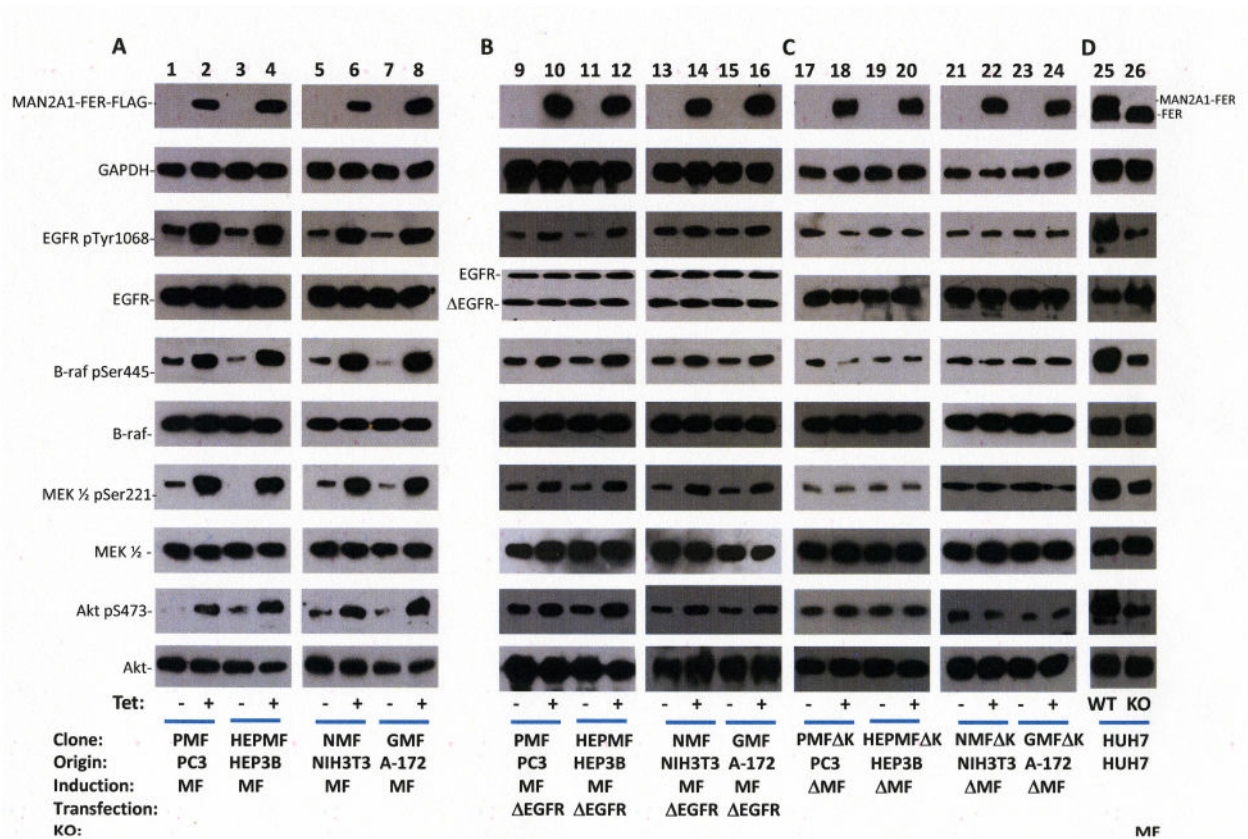 A B C D
1 2 3 4 5 6 7 8 9 10 11 12 13 14 15 16 17 18 19 20 21 22 23 24 25 26
MAN2A1-FER-FLAG- -MAN2A1-FER
-FER
GAPDH-
EGFR pTyr1068-
EGFR-
EGFR-
ΔEGFR-
B-raf pSer445-
B-raf-
MEK ½ pSer221-
MEK ½ -
Akt pS473-
Akt-
Tet: - + - + - + - + - + - + - + - + - + - + - + - + WT KO
Clone: PMF HEPMF NMF GMF PMF HEPMF NMF GMF PMFΔK HEPMFΔK NMFΔK GMFΔK HUH7
Origin: PC3 HEP3B NIH3T3 A-172 PC3 HEP3B NIH3T3 A-172 PC3 HEP3B NIH3T3 A-172 HUH7
Induction: MF MF MF MF MF MF MF MF ΔMF ΔMF ΔMF ΔMF
Transfection: ΔEGFR ΔEGFR ΔEGFR ΔEGFR
KO: MF